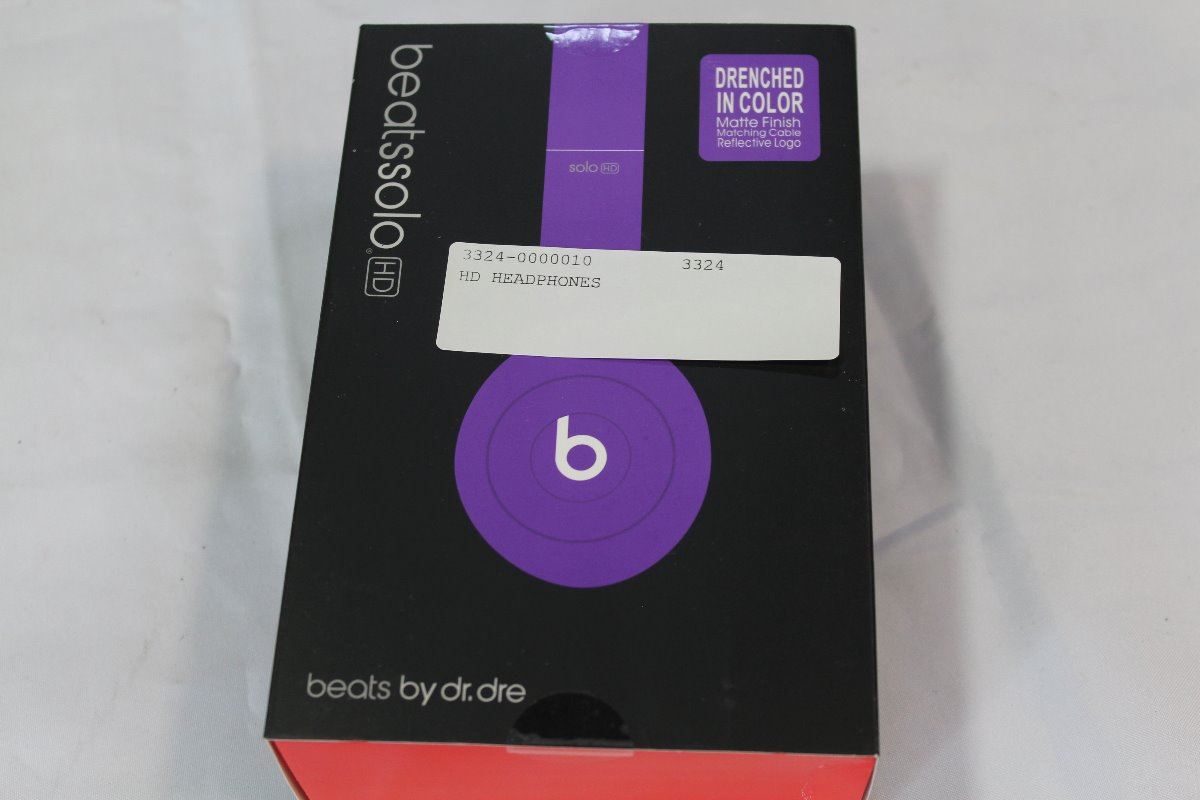 beatssolo® HD
DRENCHED
IN COLOR
Matte Finish
Matching Cable
Reflective Logo
solo HD
3324-0000010 3324
HD HEADPHONES
b
beats by dr. dre